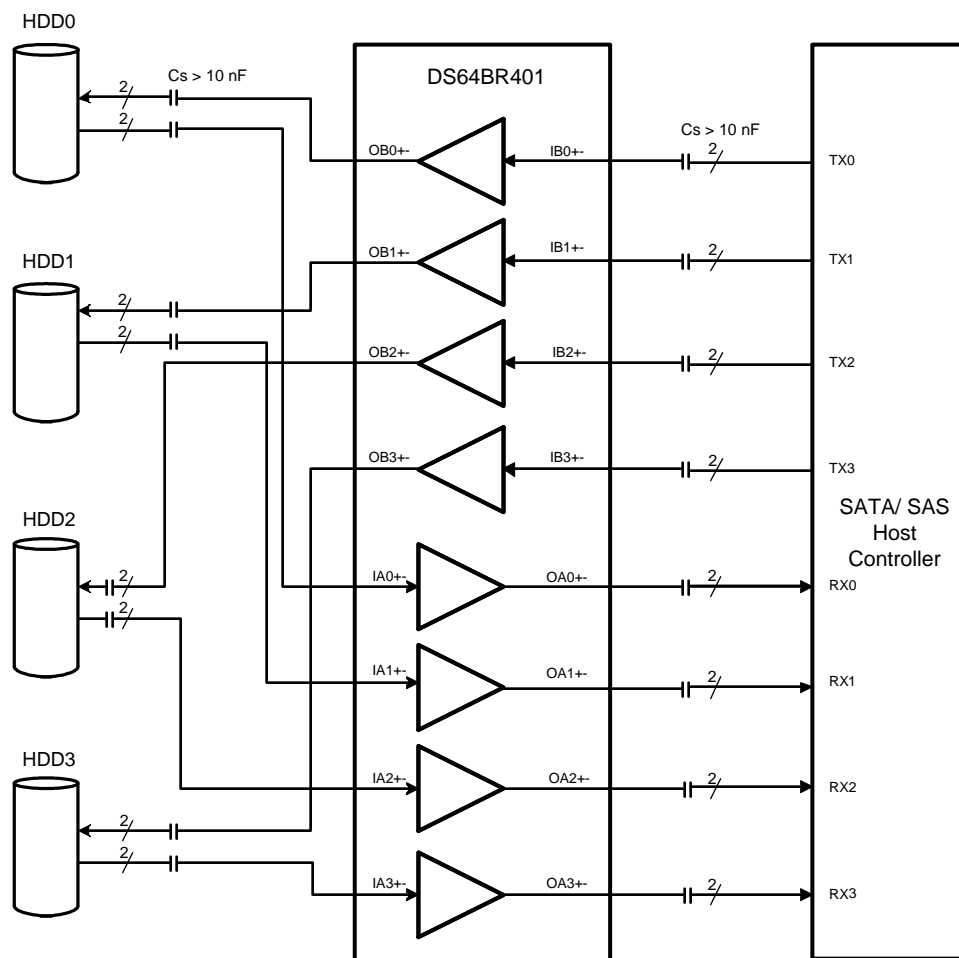 HDD0
DS64BR401
Cs > 10 nF
2
2
Cs > 10 nF
2
OB0+-
IB0+-
TX0
HDD1
OB1+-
IB1+-
2
TX1
2
2
OB2+-
IB2+-
2
TX2
OB3+-
IB3+-
2
TX3
SATA/ SAS
Host
Controller
HDD2
2
2
IA0+-
OA0+-
2
RX0
IA1+-
OA1+-
2
RX1
HDD3
IA2+-
OA2+-
2
RX2
2
2
IA3+-
OA3+-
2
RX3